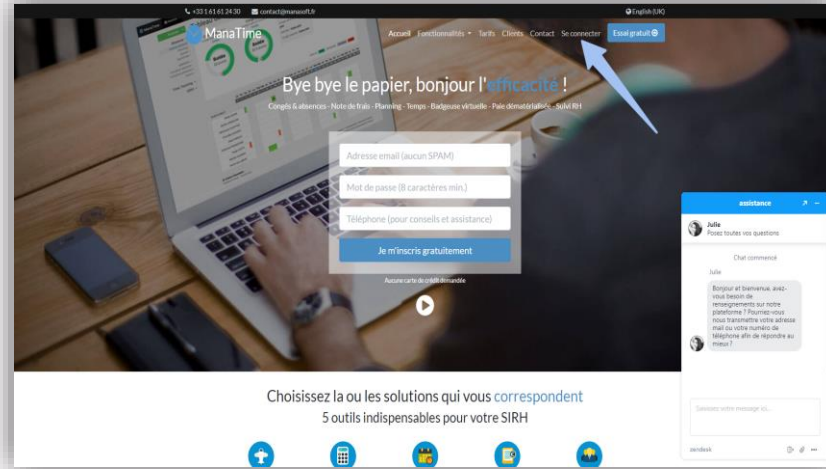 +33 1 61 61 24 30 contact@manasoft.fr English (UK)
ManaTime Accueil Fonctionnalités Tarifs Clients Contact Se connecter Essai gratuit
Bye bye le papier, bonjour l'efficacité !
Congés & absences - Note de frais - Planning - Temps - Badgeuse virtuelle - Paie dématérialisée - Suivi RH
Adresse email (aucun SPAM)
Mot de passe (8 caractères min.)
Téléphone (pour conseils et assistance)
Je m'inscris gratuitement
Aucune carte de crédit demandée
Choisissez la ou les solutions qui vous correspondent
5 outils indispensables pour votre SIRH
assistance
Julie
Posez toutes vos questions
Chat commencé
Julie
Bonjour et bienvenue, avez-
vous besoin de
renseignements sur notre
plateforme ? Pourriez-vous
nous transmettre votre adresse
mail ou votre numéro de
téléphone afin de répondre au
mieux ?
Saisissez votre message ici...
zendesk